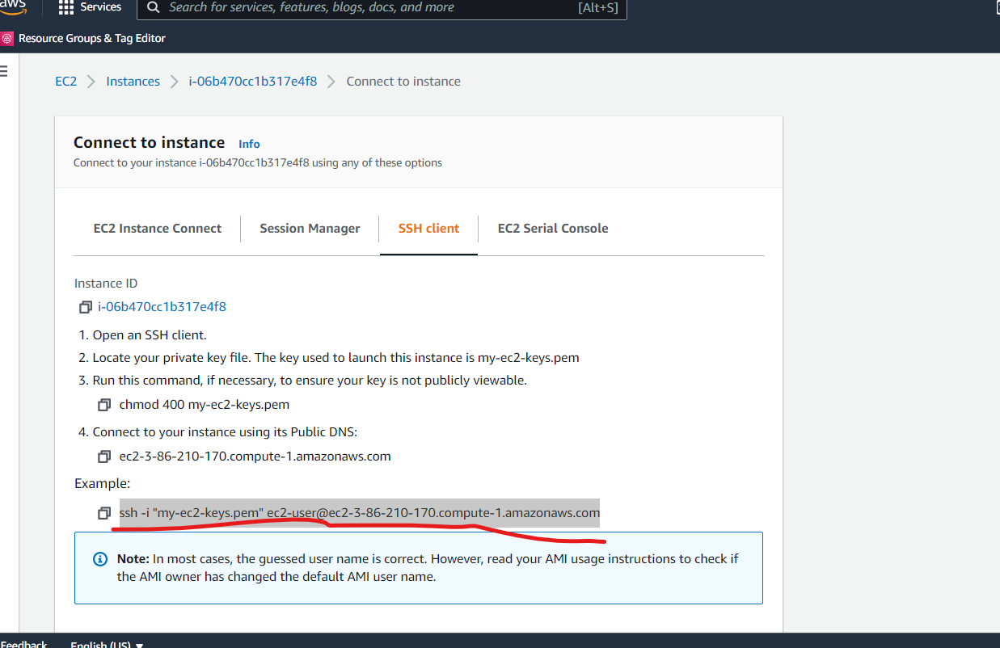 aws
Services
Search for services, features, blogs, docs, and more
[Alt+S]
Resource Groups & Tag Editor
EC2 > Instances > i-06b470cc1b317e4f8 > Connect to instance
Connect to instance Info
Connect to your instance i-06b470cc1b317e4f8 using any of these options
EC2 Instance Connect
Session Manager
SSH client
EC2 Serial Console
Instance ID
i-06b470cc1b317e4f8
1. Open an SSH client.
2. Locate your private key file. The key used to launch this instance is my-ec2-keys.pem
3. Run this command, if necessary, to ensure your key is not publicly viewable.
chmod 400 my-ec2-keys.pem
4. Connect to your instance using its Public DNS:
ec2-3-86-210-170.compute-1.amazonaws.com
Example:
ssh -i "my-ec2-keys.pem" ec2-user@ec2-3-86-210-170.compute-1.amazonaws.com
Note: In most cases, the guessed user name is correct. However, read your AMI usage instructions to check if
the AMI owner has changed the default AMI user name.
Feedback
English (US)